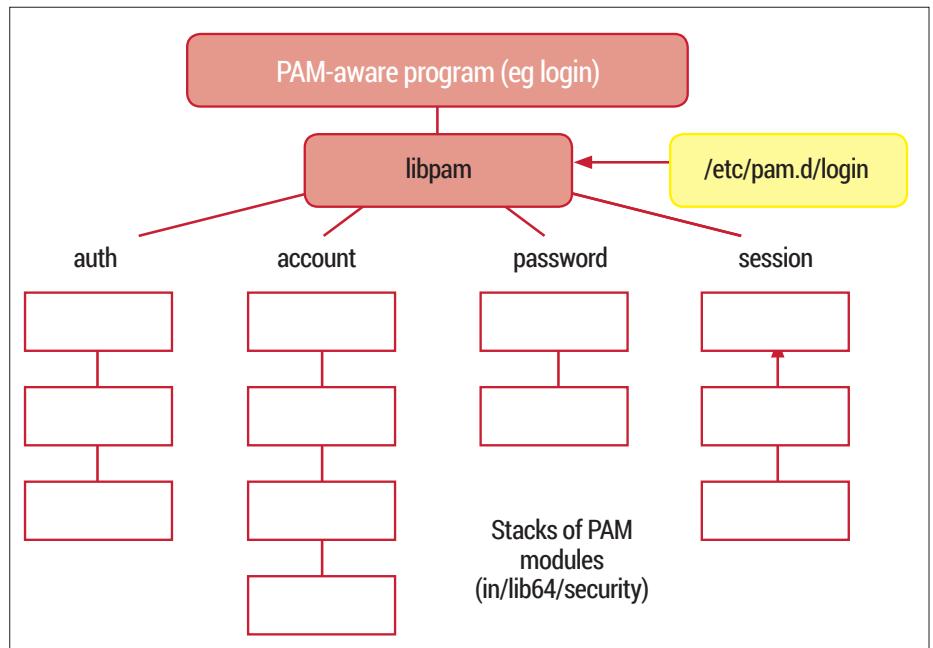 PAM-aware program (eg login)
libpam
/etc/pam.d/login
auth
account
password
session
Stacks of PAM
modules
(in/lib64/security)